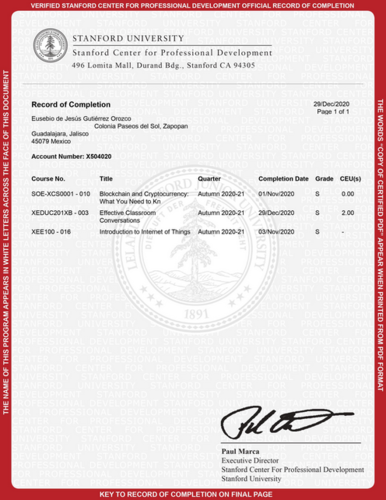 VERIFIED STANFORD CENTER FOR PROFESSIONAL DEVELOPMENT OFFICIAL RECORD OF COMPLETION
STANFORD UNIVERSITY
Stanford Center for Professional Development
496 Lomita Mall, Durand Bdg., Stanford CA 94305
Record of Completion
29/Dec/2020
Page 1 of 1
Eusebio de Jesús Gutiérrez Orozco
Colonia Paseos del Sol, Zapopan
Guadalajara, Jalisco
45079 Mexico
Account Number: X504020
Course No. Title Quarter Completion Date Grade CEU(s)
SOE-XCS0001 - 010 Blockchain and Cryptocurrency: Autumn 2020-21 01/Nov/2020 S 0.00
What You Need to Kn
XEDUC201XB - 003 Effective Classroom Autumn 2020-21 29/Dec/2020 S 2.00
Conversations
XEE100 - 016 Introduction to Internet of Things Autumn 2020-21 03/Nov/2020 S -
1891
Paul Marca
Executive Director
Stanford Center For Professional Development
Stanford University
KEY TO RECORD OF COMPLETION ON FINAL PAGE
THE NAME OF THIS PROGRAM APPEARS IN WHITE LETTERS ACROSS THE FACE OF THIS DOCUMENT
THE WORDS "COPY OF CERTIFIED PDF" APPEAR WHEN PRINTED FROM PDF FORMAT